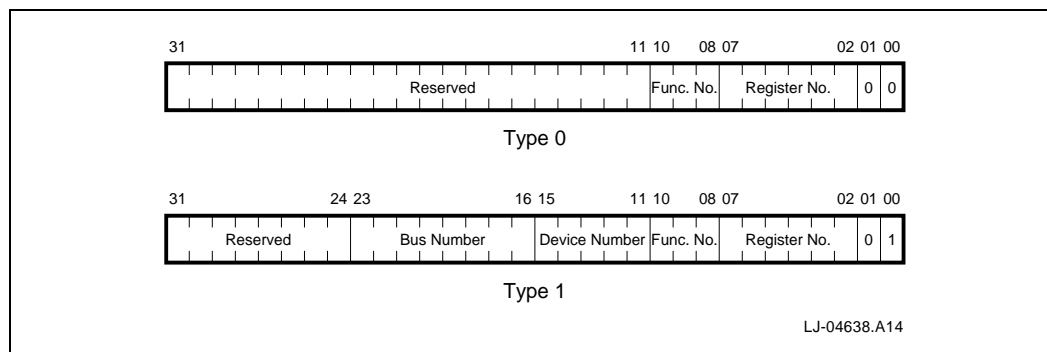 31 11 10 08 07 02 01 00
Reserved Func. No. Register No. 0 0
Type 0
31 24 23 16 15 11 10 08 07 02 01 00
Reserved Bus Number Device Number Func. No. Register No. 0 1
Type 1
LJ-04638.A14